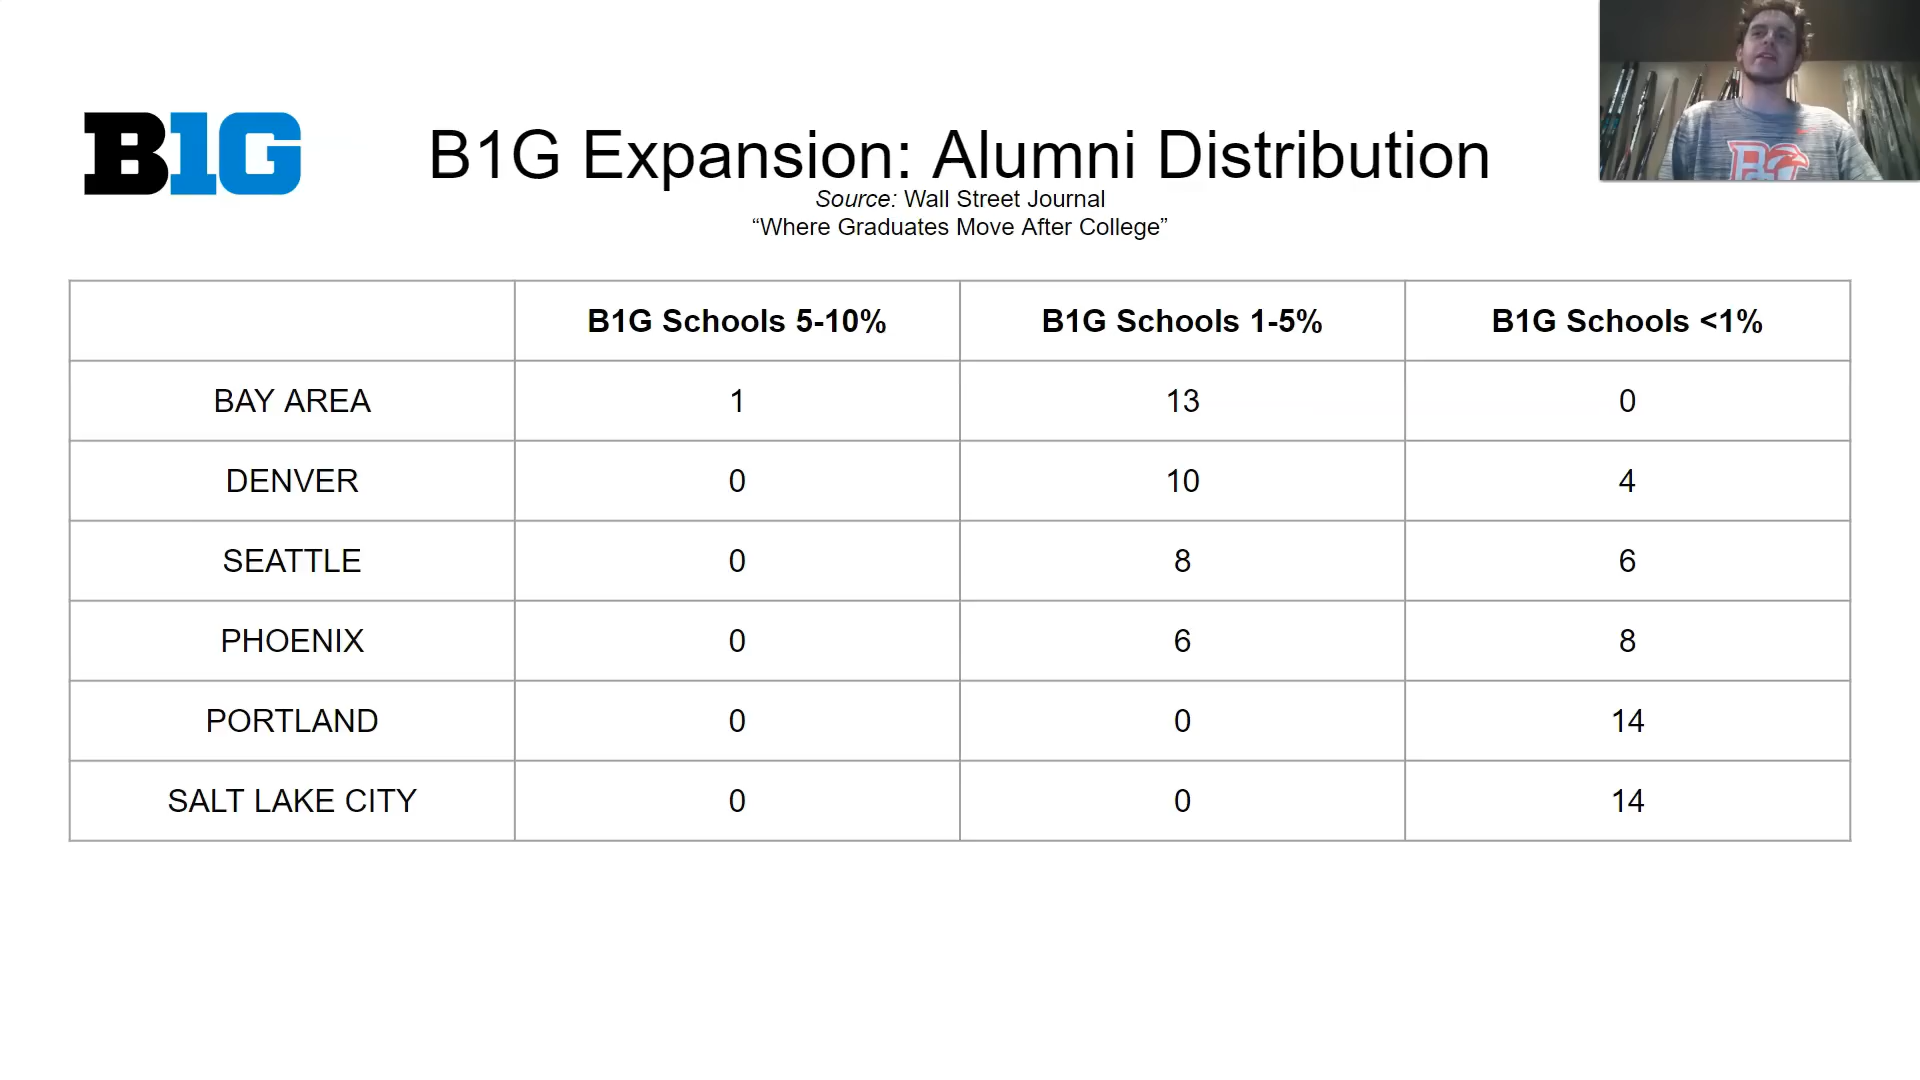 B1G
B1G Expansion: Alumni Distribution
Source: Wall Street Journal
“Where Graduates Move After College”
B1G Schools 5-10% B1G Schools 1-5% B1G Schools <1%
BAY AREA 1 13 0
DENVER 0 10 4
SEATTLE 0 8 6
PHOENIX 0 6 8
PORTLAND 0 0 14
SALT LAKE CITY 0 0 14